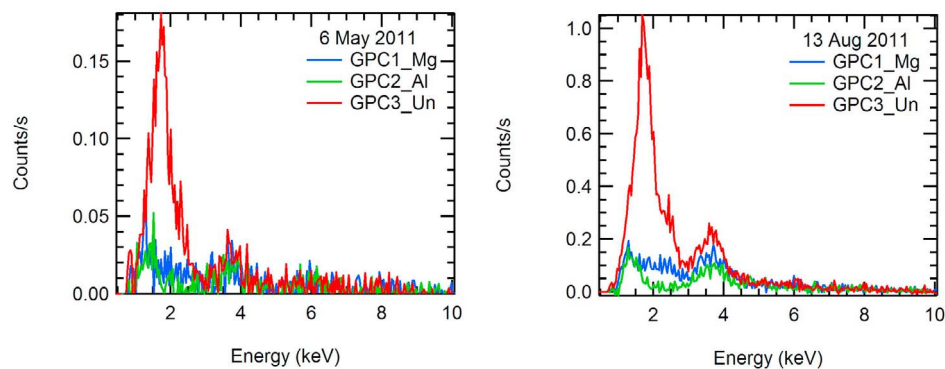 6 May 2011
GPC1_Mg
GPC2_Al
GPC3_Un
0.15
0.10
0.05
0.00
Counts/s
2 4 6 8 10
Energy (keV)
13 Aug 2011
GPC1_Mg
GPC2_Al
GPC3_Un
1.0
0.8
0.6
0.4
0.2
0.0
Counts/s
2 4 6 8 10
Energy (keV)